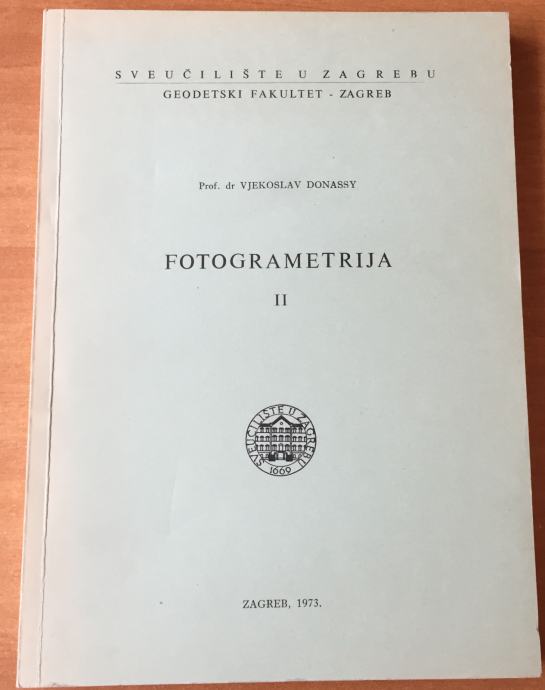 SVEUČILIŠTE U ZAGREBU
GEODETSKI FAKULTET - ZAGREB
Prof. dr VJEKOSLAV DONASSY
FOTOGRAMETRIJA
II
SVEUČILIŠTE U ZAGREBU
1669
ZAGREB, 1973.